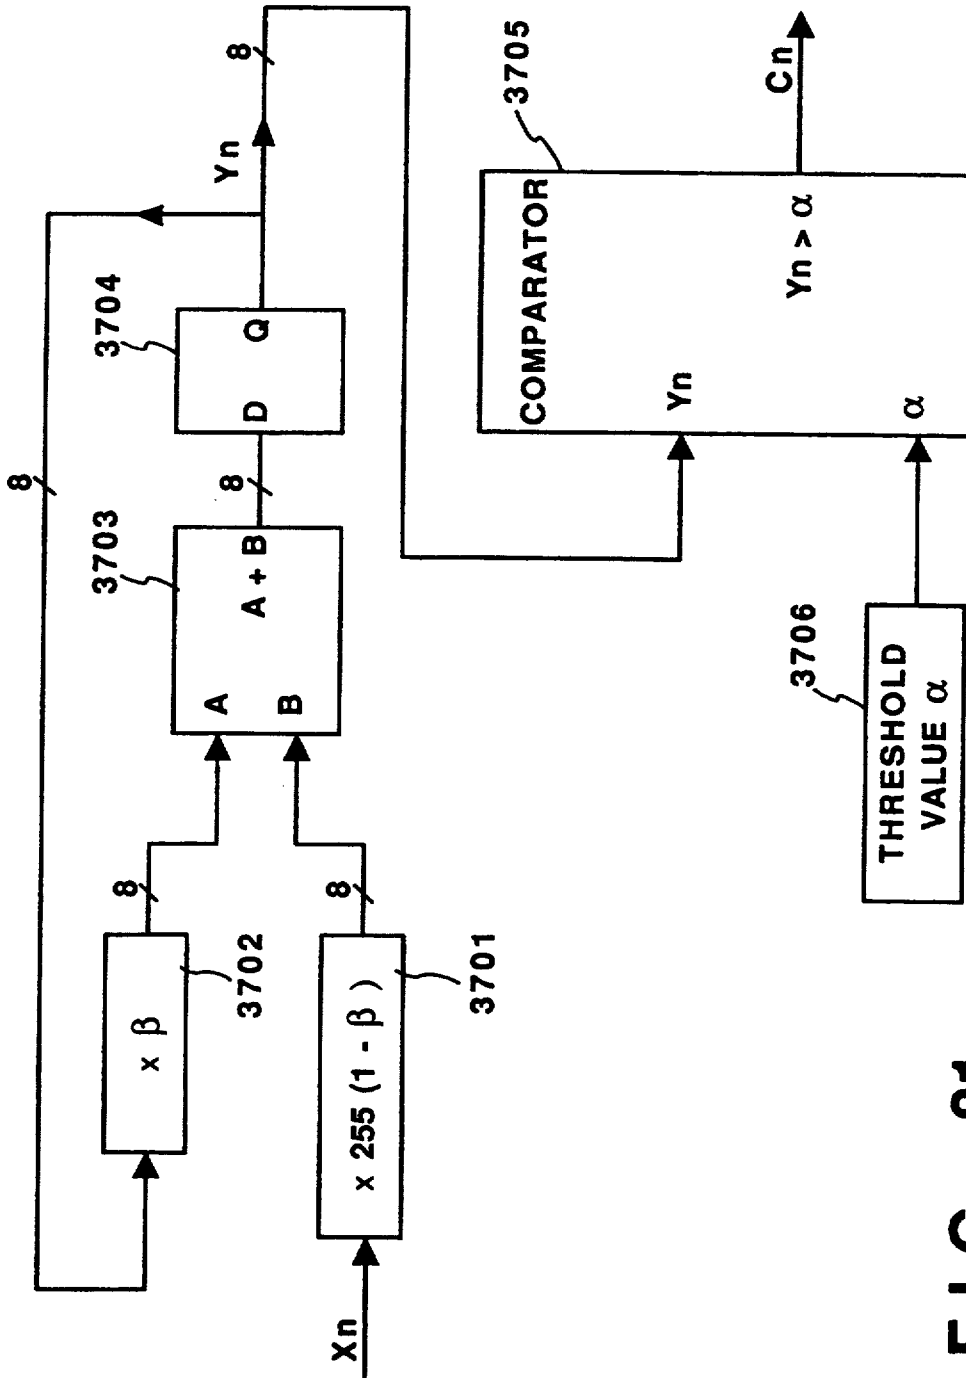 8
Yn
8
3704
D Q
8
3703
A
B
A + B
8
x β
3702
8
x 255 (1 - β )
3701
Xn
3705
COMPARATOR
Yn
Yn > α
α
Cn
3706
THRESHOLD
VALUE α